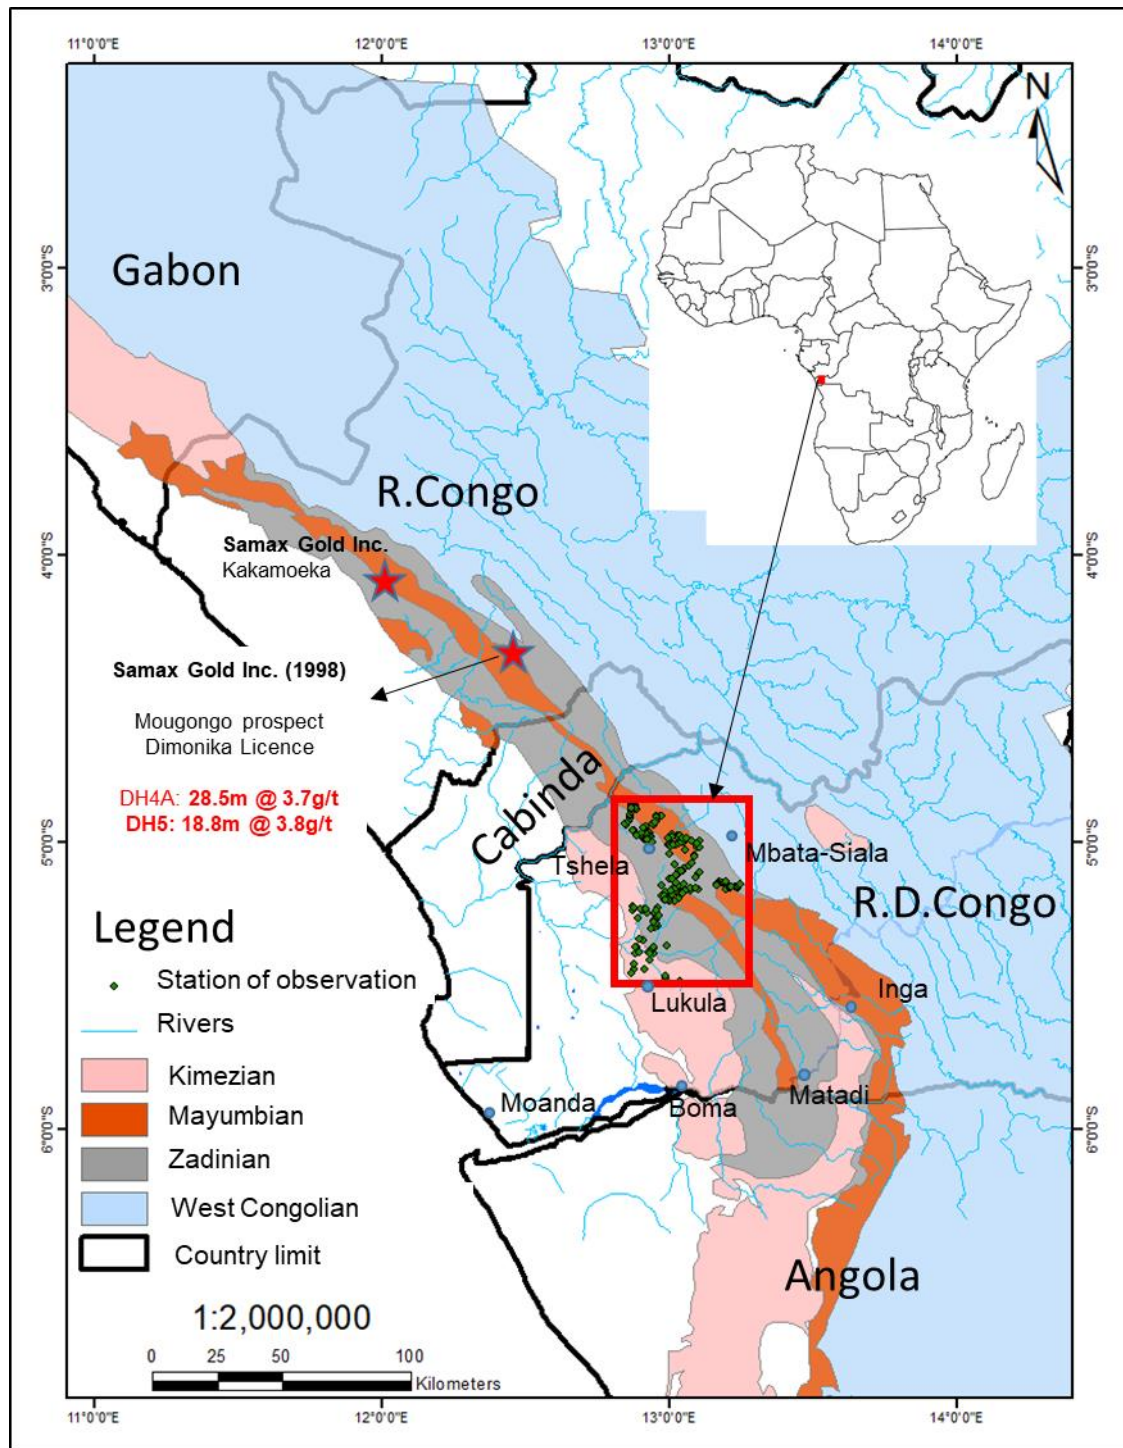 11°0'0"E
12°0'0"E
13°0'0"E
14°0'0"E
N
3°0'0"S
3°0'0"S
Gabon
R.Congo
Samax Gold Inc.
Kakamoeka
4°0'0"S
4°0'0"S
Samax Gold Inc. (1998)
Mougongo prospect
Dimonika Licence
DH4A: 28.5m @ 3.7g/t
DH5: 18.8m @ 3.8g/t
Cabinda
5°0'0"S
5°0'0"S
Tshela
Mbata-Siala
R.D.Congo
Legend
Station of observation
Rivers
Kimezian
Mayumbian
Zadinian
West Congolian
Country limit
Lukula
Inga
Moanda
Boma
Matadi
6°0'0"S
6°0'0"S
Angola
1:2,000,000
0 25 50 100
Kilometers
11°0'0"E
12°0'0"E
13°0'0"E
14°0'0"E